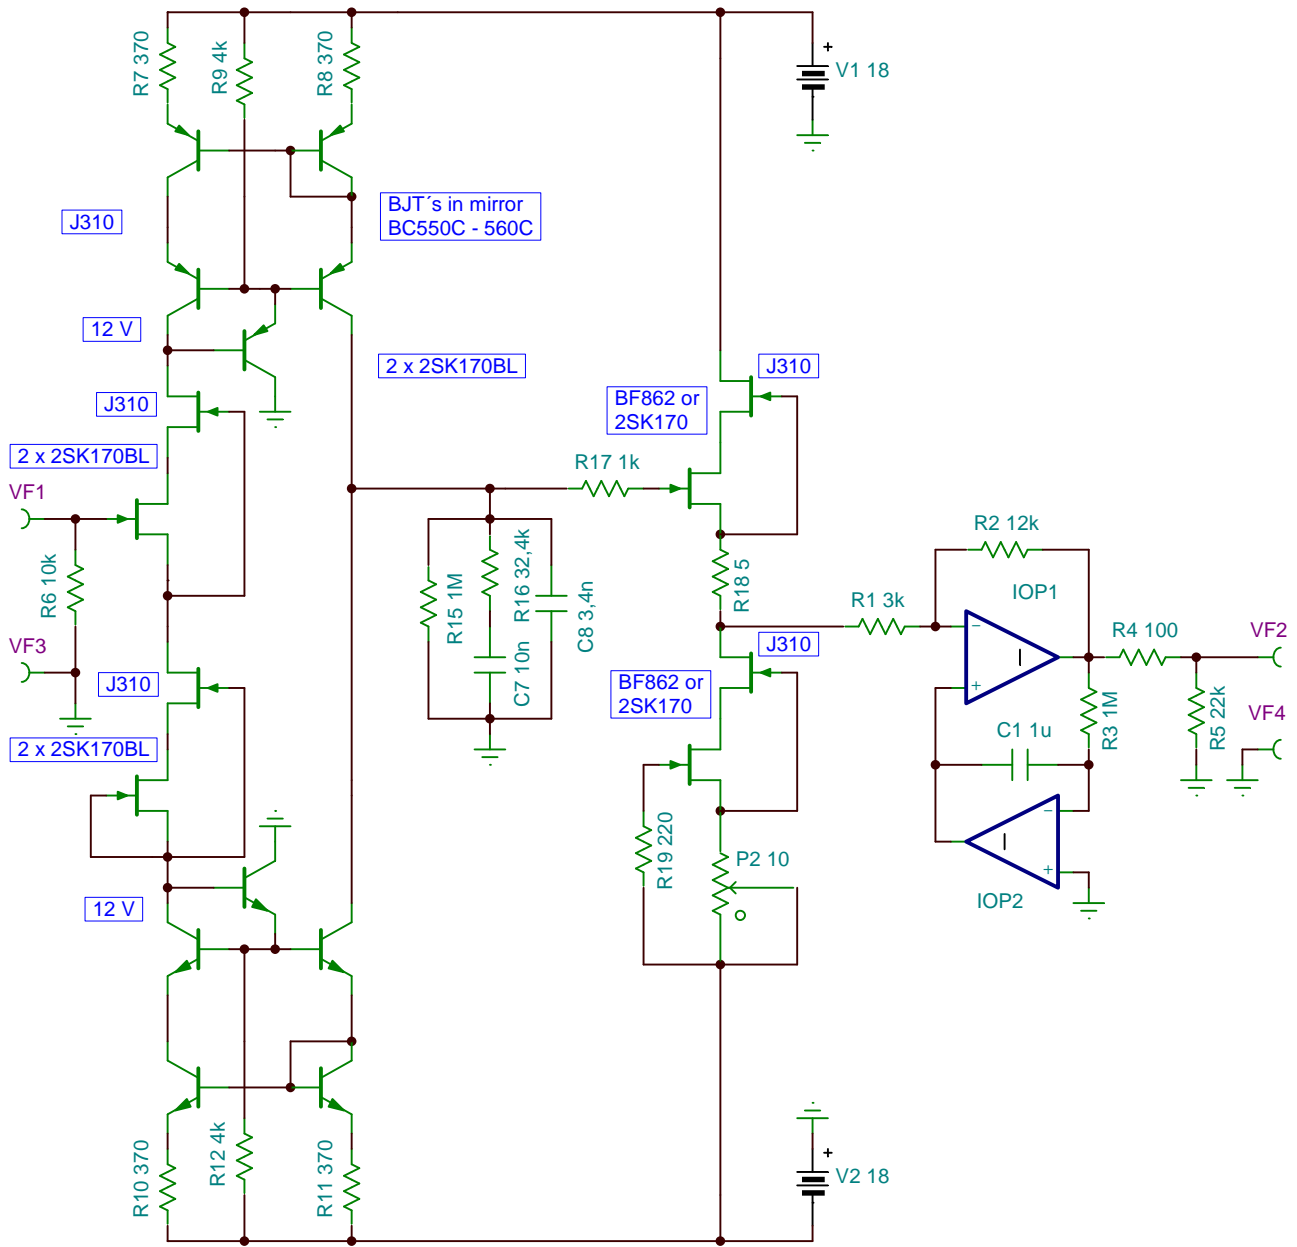 R7 370
R9 4k
R8 370
+
V1 18
J310
BJT´s in mirror
BC550C - 560C
12 V
2 x 2SK170BL
J310
J310
BF862 or
2SK170
2 x 2SK170BL
R17 1k
VF1
R2 12k
R6 10k
R15 1M
R16 32,4k
C8 3,4n
R18 5
IOP1
R1 3k
−
+
R4 100
VF2
VF3
J310
J310
C7 10n
BF862 or
2SK170
R3 1M
R5 22k
VF4
C1 1u
2 x 2SK170BL
−
+
IOP2
R19 220
P2 10
12 V
R10 370
R12 4k
R11 370
+
V2 18